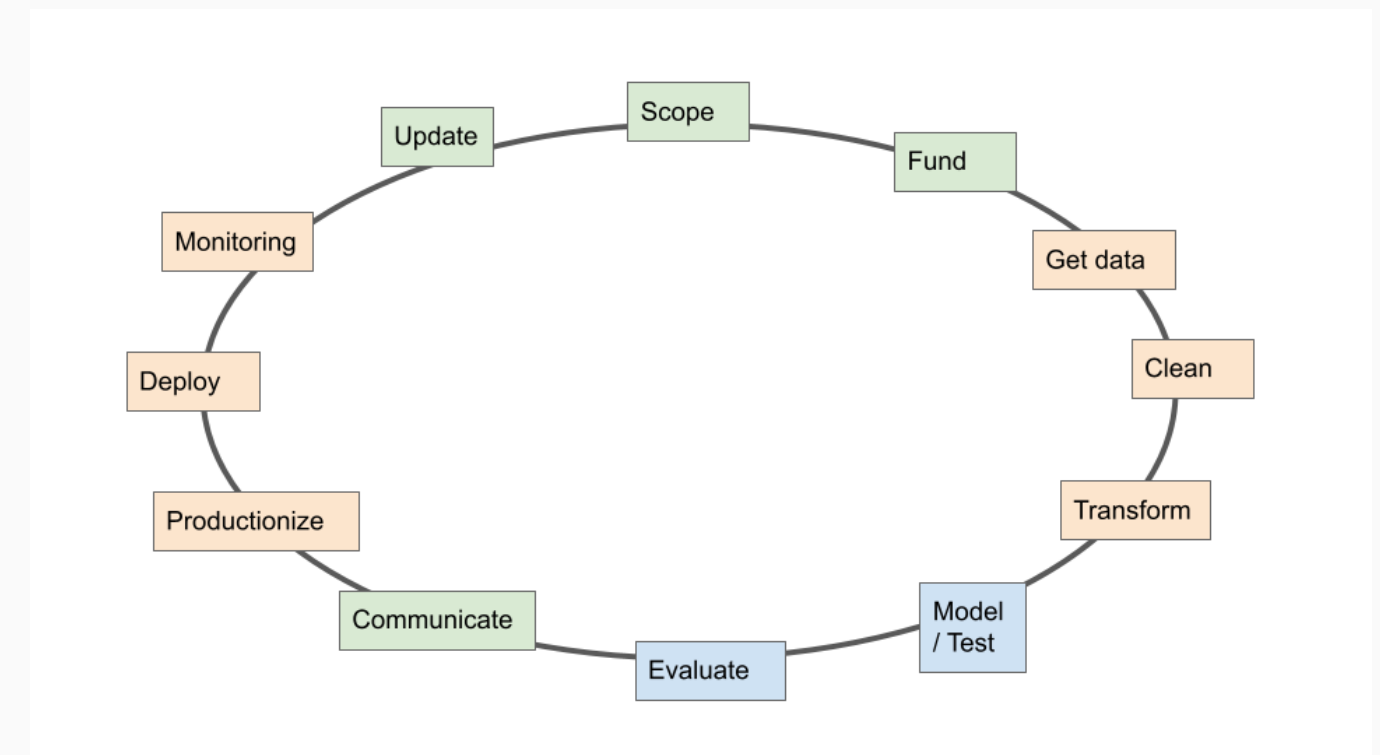 Scope
Update
Fund
Monitoring
Get data
Clean
Deploy
Transform
Productionize
Model
/ Test
Communicate
Evaluate